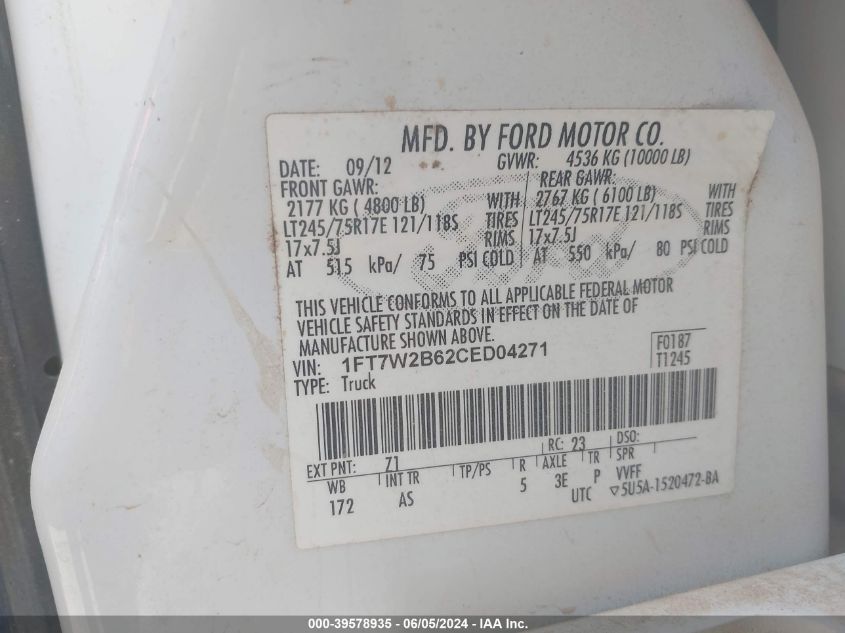 MFD. BY FORD MOTOR CO.
DATE: 09/12 GVWR: 4536 KG (10000 LB)
FRONT GAWR: REAR GAWR:
2177 KG ( 4800 LB) WITH 2767 KG ( 6100 LB) WITH
LT245/75R17E 121/118S TIRES LT245/75R17E 121/118S TIRES
17x7.5J RIMS 17x7.5J RIMS
AT 515 kPa/ 75 PSI COLD AT 550 kPa/ 80 PSI COLD
THIS VEHICLE CONFORMS TO ALL APPLICABLE FEDERAL MOTOR
VEHICLE SAFETY STANDARDS IN EFFECT ON THE DATE OF
MANUFACTURE SHOWN ABOVE.
VIN: 1FT7W2B62CED04271 F0187
TYPE: Truck T1245
EXT PNT: Z1 RC: 23 DSO:
WB INT TR TP/PS R AXLE TR SPR
172 AS 5 3E P VVFF
UTC ▽5U5A-1520472-BA
Ford
000-39578935 - 06/05/2024 - IAA Inc.